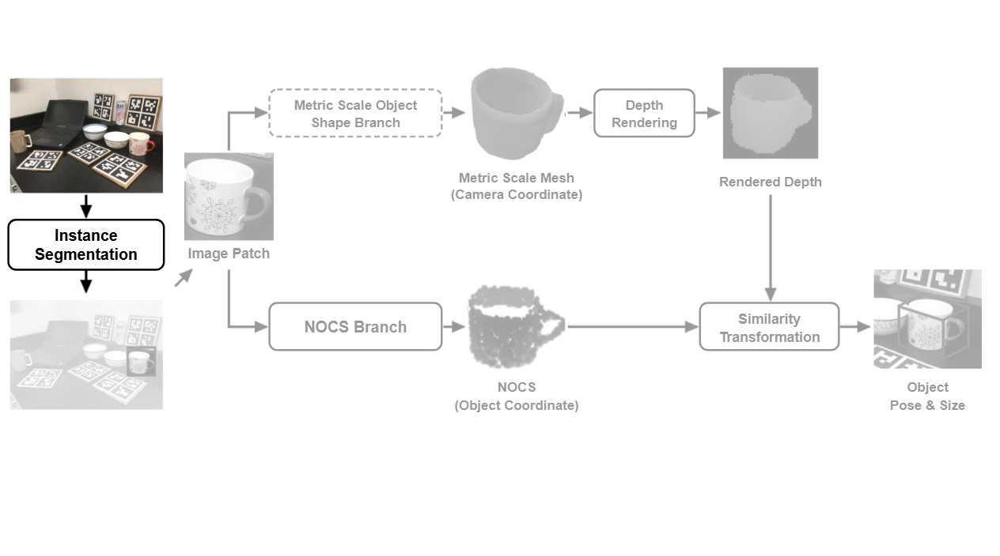 Instance
Segmentation
Image Patch
Metric Scale Object
Shape Branch
Metric Scale Mesh
(Camera Coordinate)
Depth
Rendering
Rendered Depth
NOCS Branch
NOCS
(Object Coordinate)
Similarity
Transformation
Object
Pose & Size